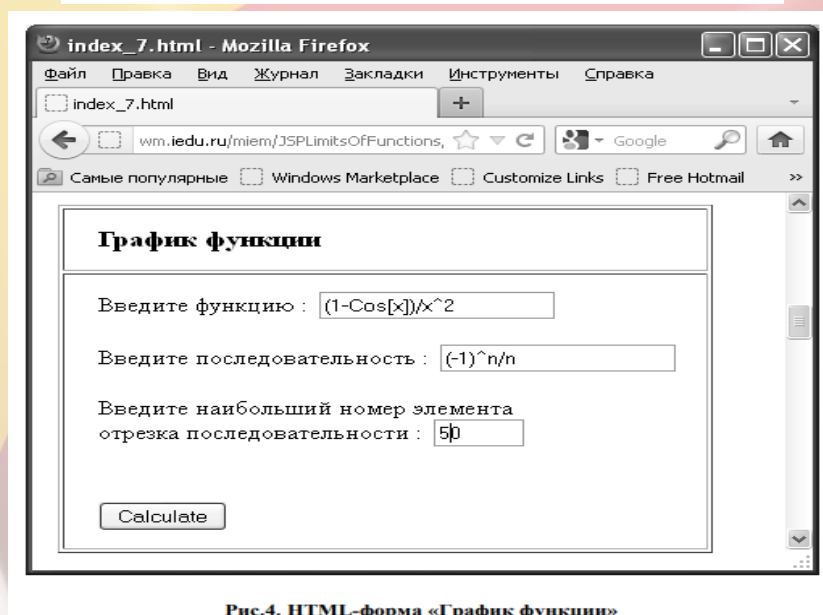 index_7.html - Mozilla Firefox
Файл Правка Вид Журнал Закладки Инструменты Справка
index_7.html
wm.iedu.ru/miem/JSPLimitsOfFunctions, Google
Самые популярные Windows Marketplace Customize Links Free Hotmail »
График функции
Введите функцию : (1-Cos[x])/x^2
Введите последовательность : (-1)^n/n
Введите наибольший номер элемента
отрезка последовательности : 50
Calculate
Рис.4. HTML-форма «График функции»